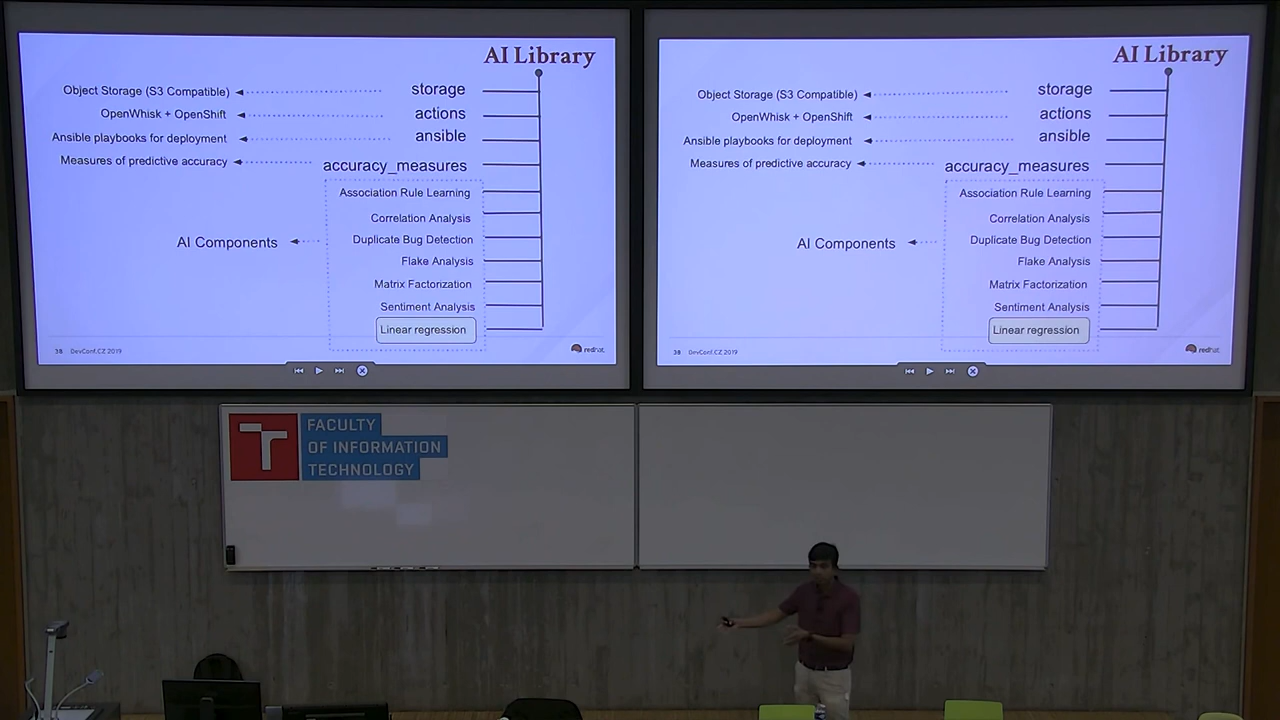 AI Library
Object Storage (S3 Compatible) storage
OpenWhisk + OpenShift actions
Ansible playbooks for deployment ansible
Measures of predictive accuracy accuracy_measures
Association Rule Learning
Correlation Analysis
AI Components Duplicate Bug Detection
Flake Analysis
Matrix Factorization
Sentiment Analysis
Linear regression
38 DevConf.CZ 2019 redhat
AI Library
Object Storage (S3 Compatible) storage
OpenWhisk + OpenShift actions
Ansible playbooks for deployment ansible
Measures of predictive accuracy accuracy_measures
Association Rule Learning
Correlation Analysis
AI Components Duplicate Bug Detection
Flake Analysis
Matrix Factorization
Sentiment Analysis
Linear regression
38 DevConf.CZ 2019 redhat
T FACULTY
OF INFORMATION
TECHNOLOGY